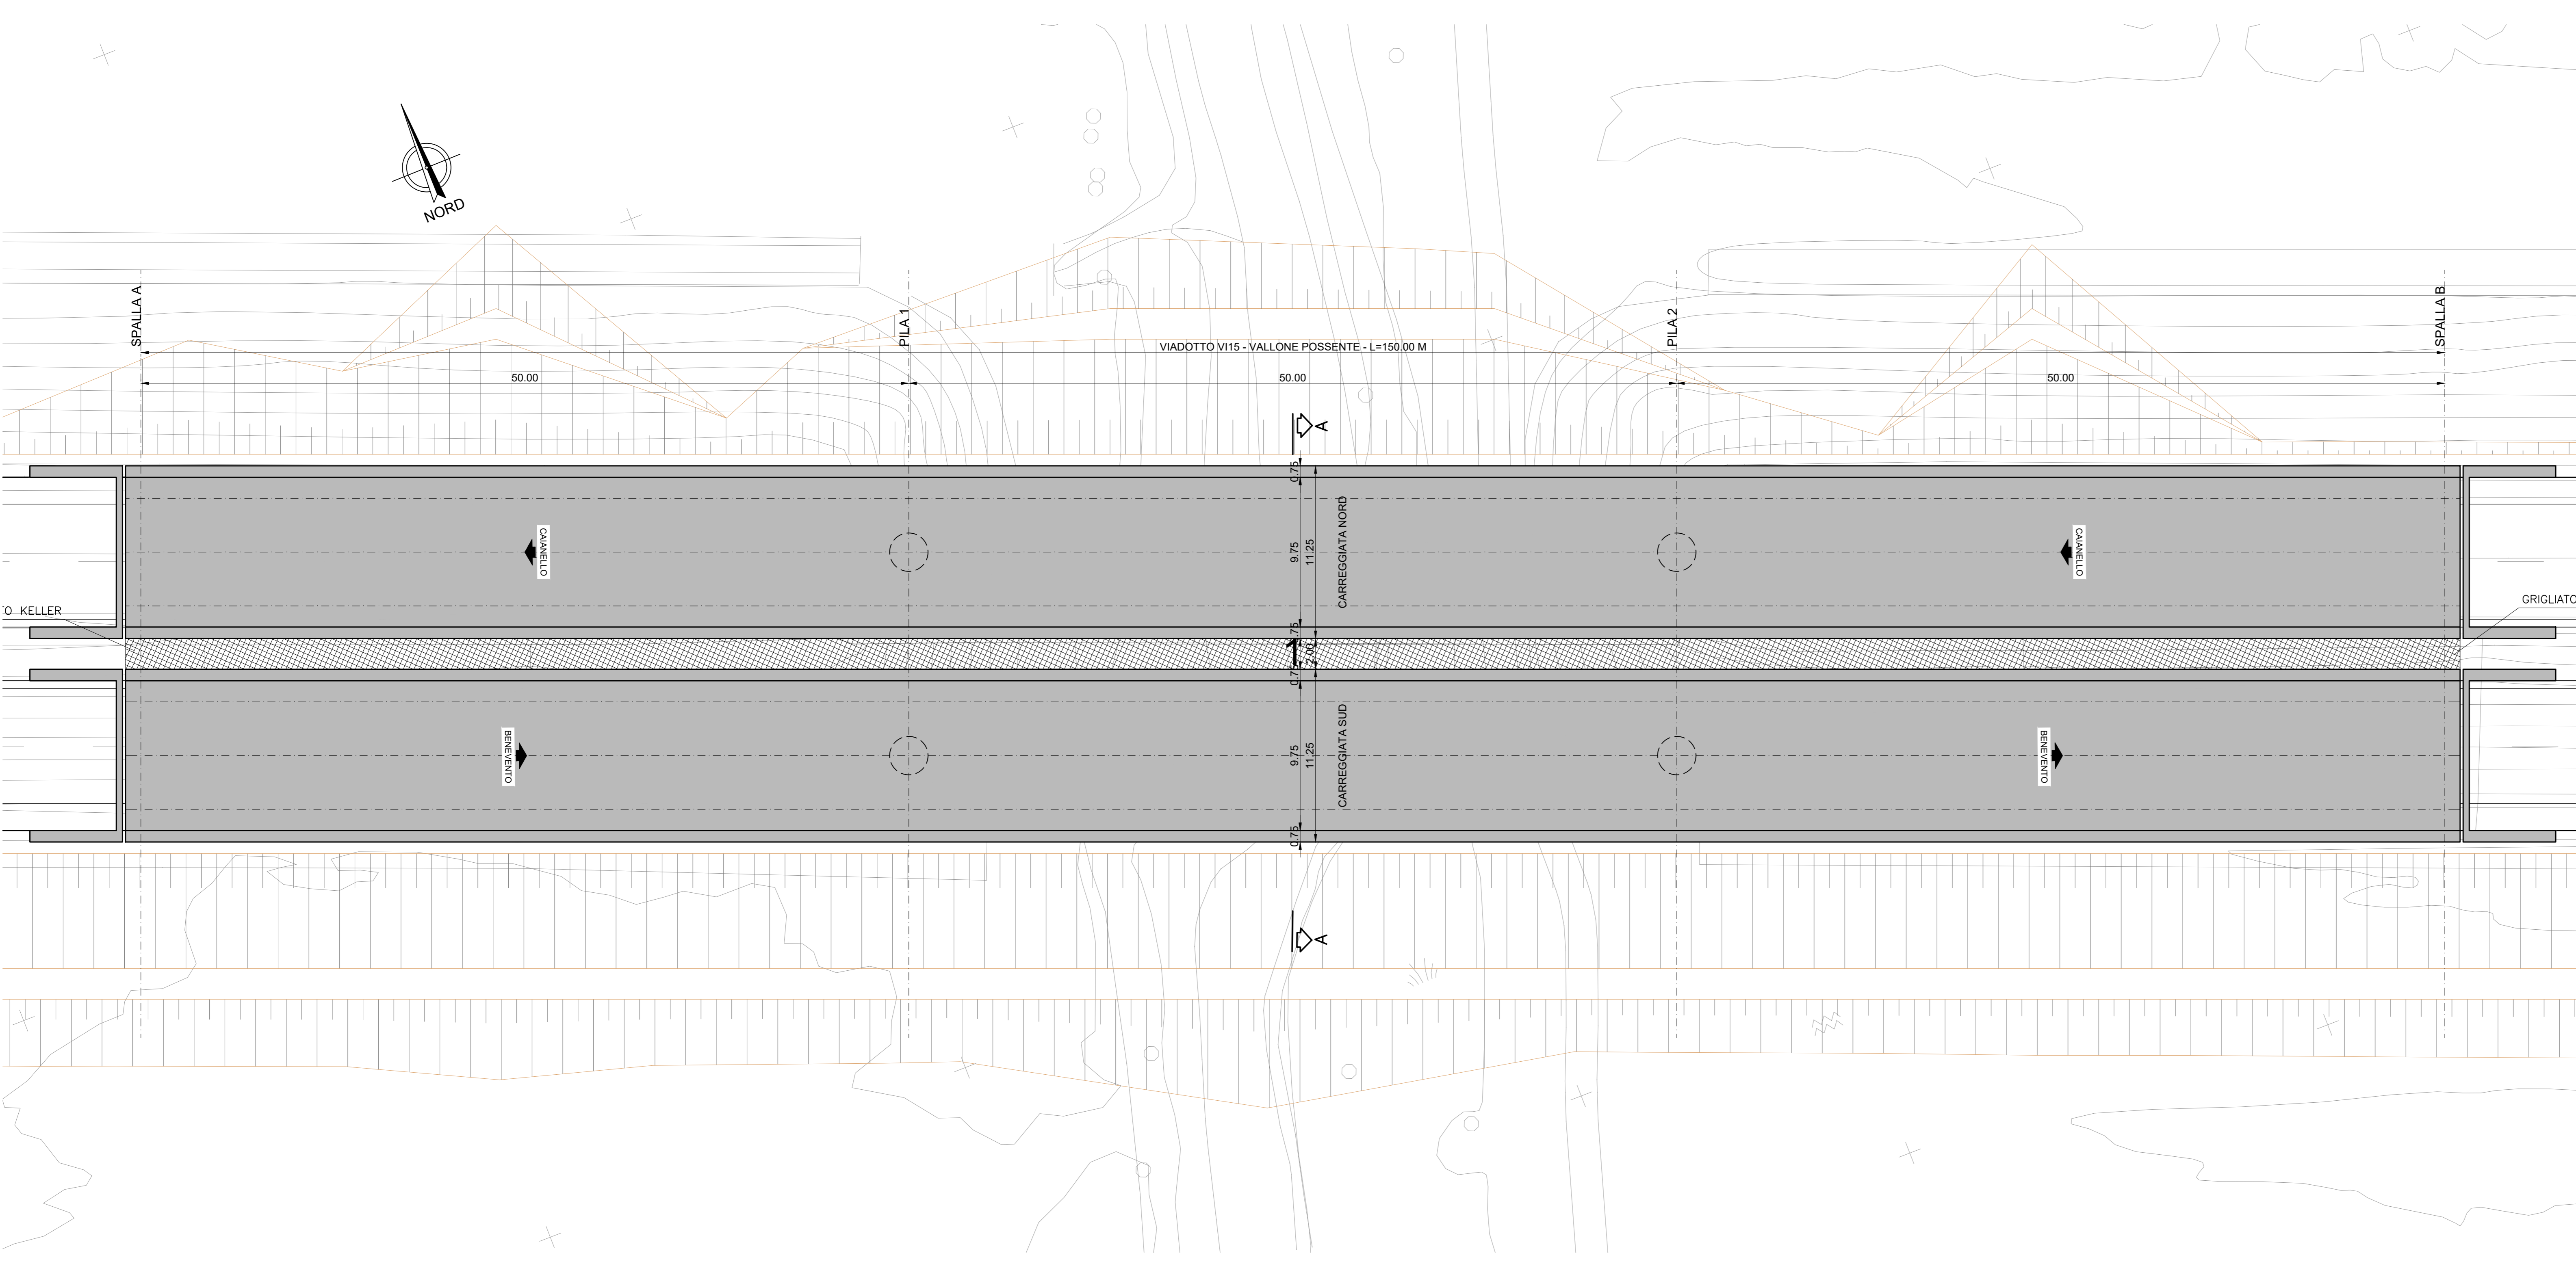 NORD
SPALLA A
PILA 1
PILA 2
SPALLA B
VIADOTTO VI15 - VALLONE POSSENTE - L=150.00 M
50.00
50.00
50.00
A
0.75
CAIANELLO
9.75
11.25
CARREGGIATA NORD
CAIANELLO
TO KELLER
GRIGLIATO
0.75
1
2.00
0.75
BENEVENTO
9.75
11.25
CARREGGIATA SUD
BENEVENTO
0.75
A